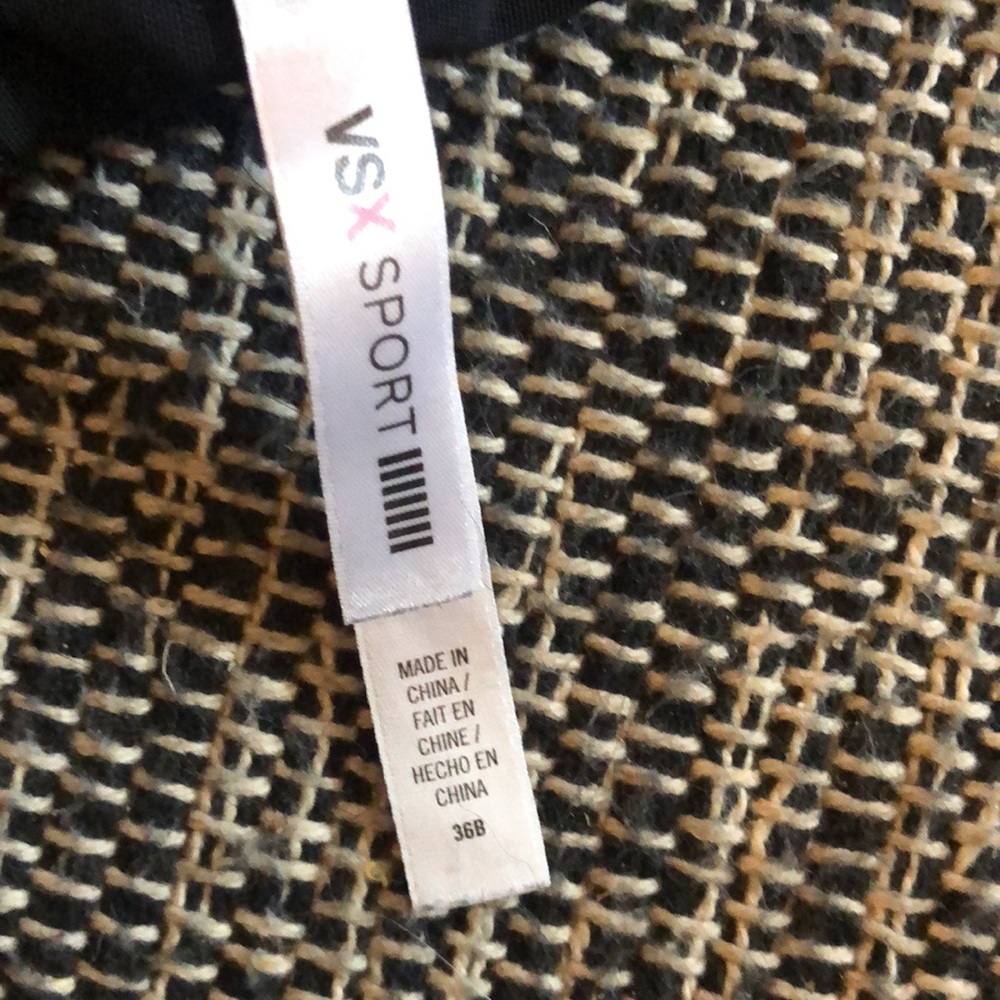 VSX SPORT
MADE IN
CHINA /
FAIT EN
CHINE /
HECHO EN
CHINA
36B